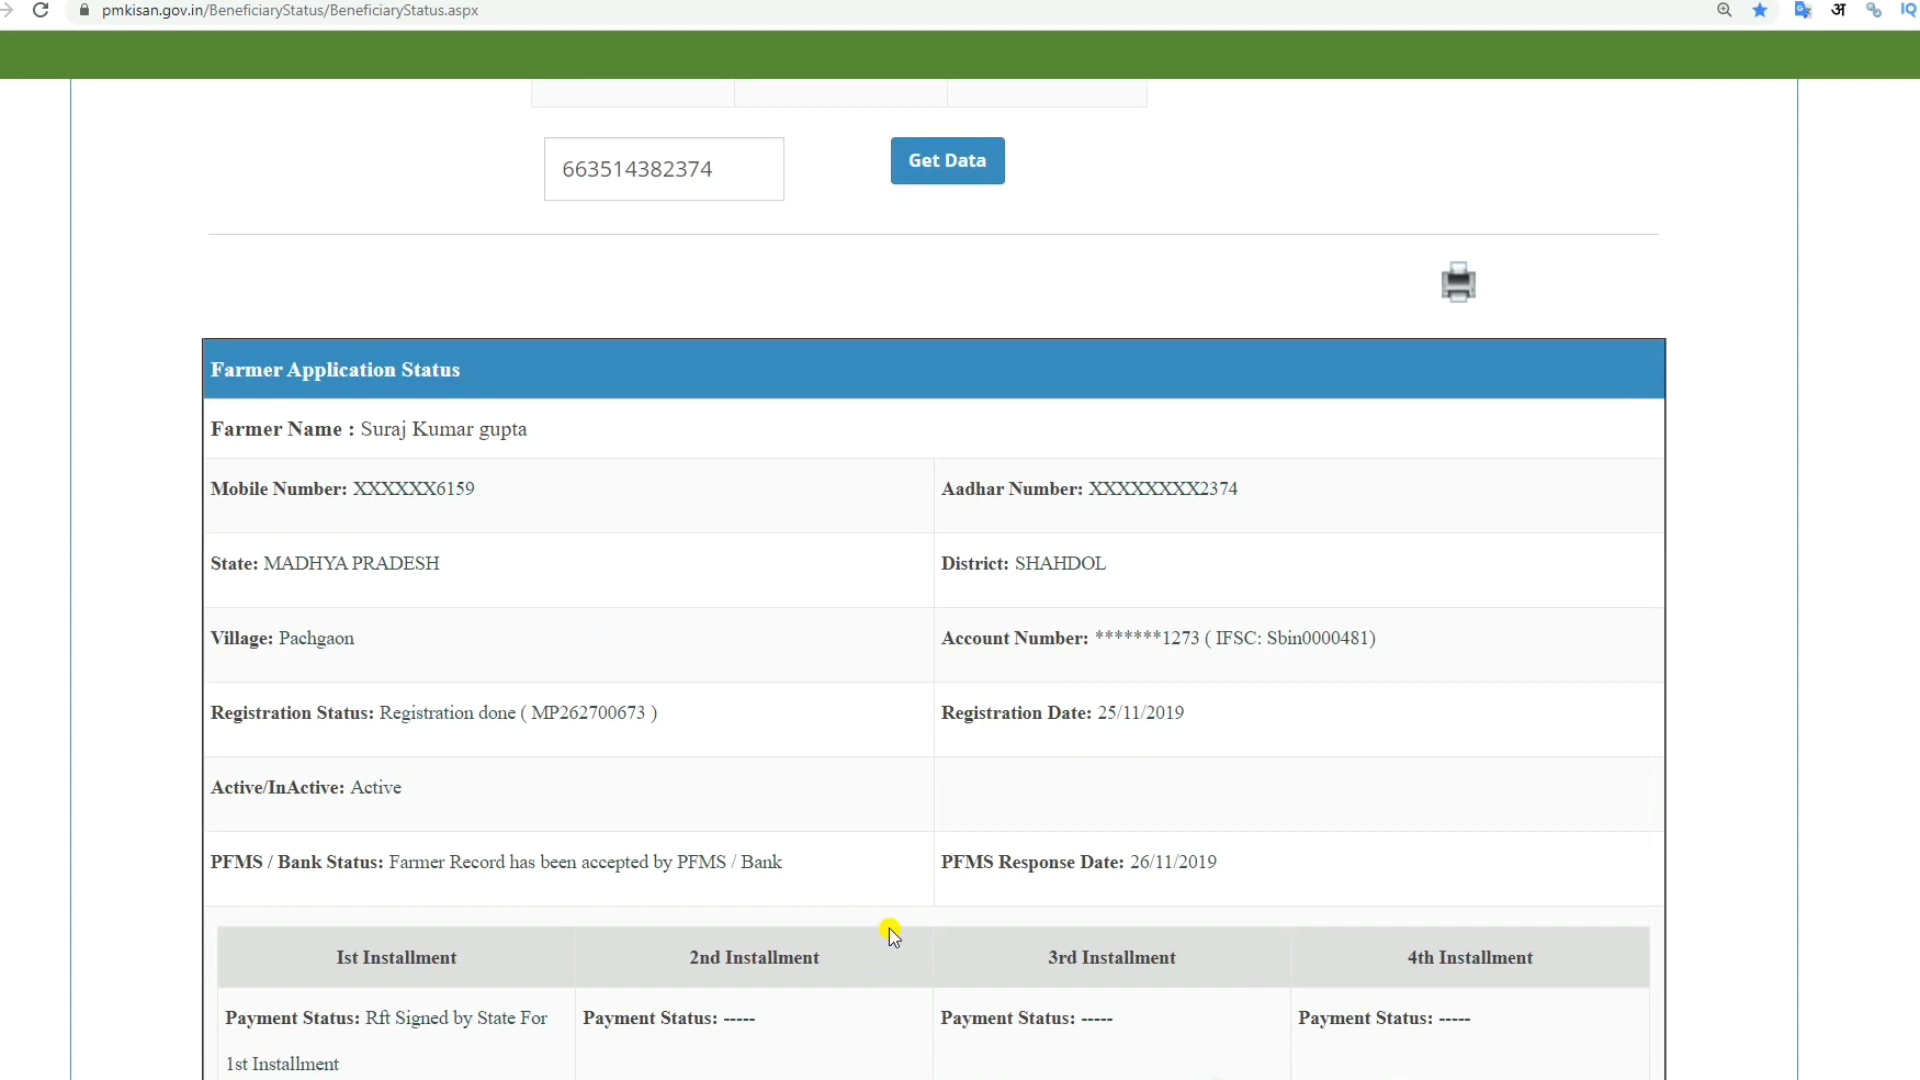 pmkisan.gov.in/BeneficiaryStatus/BeneficiaryStatus.aspx
अ
IQ
663514382374
Get Data
Farmer Application Status
Farmer Name : Suraj Kumar gupta
Mobile Number: XXXXXX6159
Aadhar Number: XXXXXXXX2374
State: MADHYA PRADESH
District: SHAHDOL
Village: Pachgaon
Account Number: *******1273 ( IFSC: Sbin0000481)
Registration Status: Registration done ( MP262700673 )
Registration Date: 25/11/2019
Active/InActive: Active
PFMS / Bank Status: Farmer Record has been accepted by PFMS / Bank
PFMS Response Date: 26/11/2019
Ist Installment
2nd Installment
3rd Installment
4th Installment
Payment Status: Rft Signed by State For
1st Installment
Payment Status: -----
Payment Status: -----
Payment Status: -----